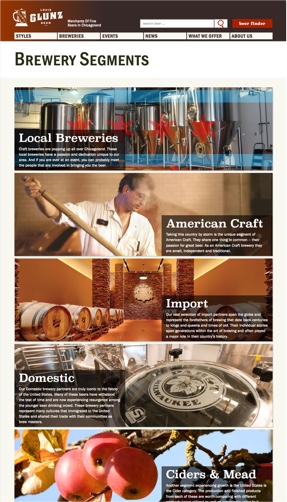 LOUIS
GLUNZ
BEER
Merchants Of Fine
Beers In Chicagoland
search beer ...
beer finder
STYLES
BREWERIES
EVENTS
NEWS
WHAT WE OFFER
ABOUT US
BREWERY SEGMENTS
Local Breweries
Craft breweries are popping up all over Chicagoland. These
local breweries have a passion and dedication unique to our
area. And if you are ever at an event, you can probably meet
the people that are involved in bringing you the beer.
American Craft
Taking this country by storm is the unique segment of
American Craft. They share one thing in common – their
passion for great beer. As an American Craft brewery they
are small, independent and traditional.
Import
Our vast selection of import partners span the globe and
represent the forefathers of brewing that date back centuries
to kings and queens and times of old. Their individual stories
span generations within the art of brewing and often played
a major role in their country's history.
Domestic
Our Domestic brewery partners are truly iconic to the fabric
of the United States. Many of these beers have withstood
the test of time and are now experiencing resurgence among
the younger beer drinking crowd. These brewery partners
represent many cultures that immigrated to the United
States and shared their trade with their communities as
brew masters.
Ciders & Mead
Another segment experiencing growth in the United States is
the Cider category. The production and finished products
from each of these are worth comparing with different